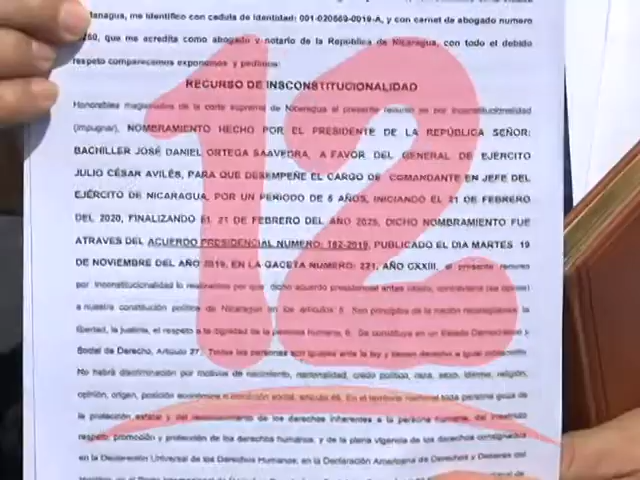 Managua, me identifico con cedula de identidad: 001-020669-0019-A, y con carnet de abogado numero
que me acredita como abogado y notario de la Republica de Nicaragua, con todo el debido
respeto comparecemos exponemos y pedimos:
RECURSO DE INSCONSTITUCIONALIDAD
Honorables magistrados de la corte suprema de Nicaragua el presente recurso es por inconstitucionalidad
(impugnar), NOMBRAMIENTO HECHO POR EL PRESIDENTE DE LA REPÚBLICA SEÑOR:
BACHILLER JOSÉ DANIEL ORTEGA SAAVEDRA, A FAVOR DEL GENERAL DE EJÉRCITO
JULIO CÉSAR AVILÉS, PARA QUE DESEMPEÑE EL CARGO DE COMANDANTE EN JEFE DEL
EJÉRCITO DE NICARAGUA, POR UN PERIODO DE 5 AÑOS, INICIANDO EL 21 DE FEBRERO
DEL 2020, FINALIZANDO EL 21 DE FEBRERO DEL AÑO 2025, DICHO NOMBRAMIENTO FUE
ATRAVES DEL ACUERDO PRESIDENCIAL NUMERO: 182-2019, PUBLICADO EL DIA MARTES 19
DE NOVIEMBRE DEL AÑO 2019, EN LA GACETA NUMERO: 221, AÑO CXXIII, el presente recurso
por Inconstitucionalidad lo realizamos por que dicho acuerdo presidencial antes citado, contraviene (se opone)
a nuestra constitución política de Nicaragua en los artículos 5. Son principios de la nación nicaragüense la
libertad, la justicia, el respeto a la dignidad de la persona humana, 6. Se constituye en un Estado Democrático y
Social de Derecho, Artículo 27. Todas las personas son iguales ante la ley y tienen derecho a igual protección.
No habrá discriminación por motivos de nacimiento, nacionalidad, credo político, raza, sexo, idioma, religión,
opinión, origen, posición económica o condición social, artículo 46. En el territorio nacional toda persona goza de
la protección estatal y del reconocimiento de los derechos inherentes a la persona humana, del irrestricto
respeto, promoción y protección de los derechos humanos, y de la plena vigencia de los derechos consignados
en la Declaración Universal de los Derechos Humanos; en la Declaración Americana de Derechos y Deberes del
12